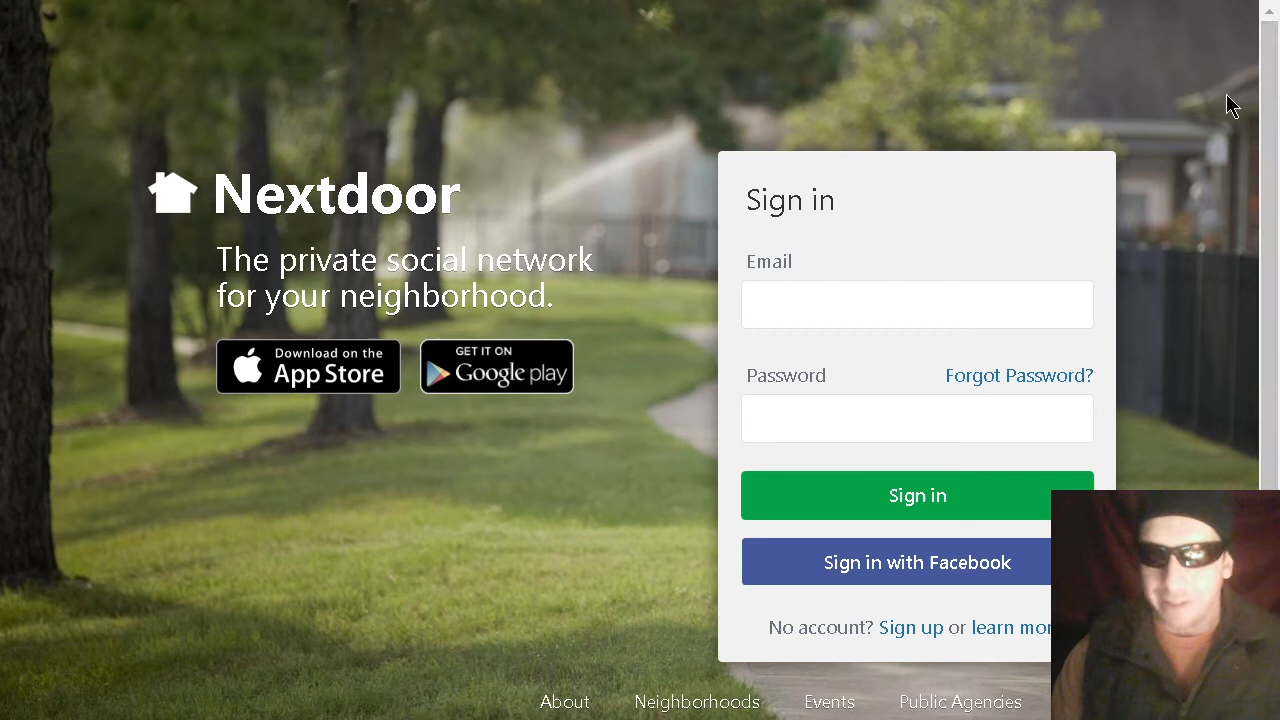 Nextdoor
The private social network
for your neighborhood.
Download on the
App Store
GET IT ON
Google play
Sign in
Email
Password
Forgot Password?
Sign in
Sign in with Facebook
No account? Sign up or learn mor
About
Neighborhoods
Events
Public Agencies